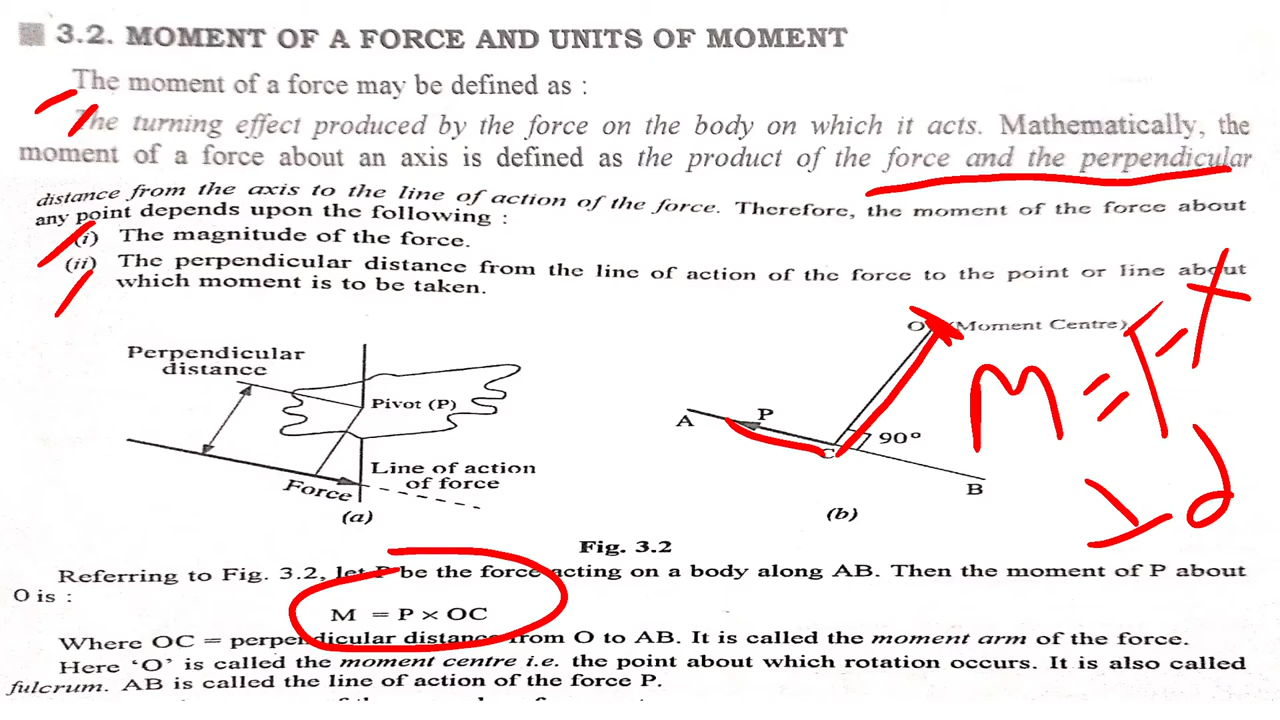 3.2. MOMENT OF A FORCE AND UNITS OF MOMENT
The moment of a force may be defined as :
The turning effect produced by the force on the body on which it acts. Mathematically, the
moment of a force about an axis is defined as the product of the force and the perpendicular
distance from the axis to the line of action of the force. Therefore, the moment of the force about
any point depends upon the following :
(i) The magnitude of the force.
(ii) The perpendicular distance from the line of action of the force to the point or line about
which moment is to be taken.
Perpendicular
distance
Pivot (P)
Line of action
of force
Force
(a)
O (Moment Centre)
A
P
C
90°
B
(b)
M = F × 
⊥ d
Fig. 3.2
Referring to Fig. 3.2, let P be the force acting on a body along AB. Then the moment of P about
O is :
M = P × OC
Where OC = perpendicular distance from O to AB. It is called the moment arm of the force.
Here ‘O’ is called the moment centre i.e. the point about which rotation occurs. It is also called
fulcrum. AB is called the line of action of the force P.